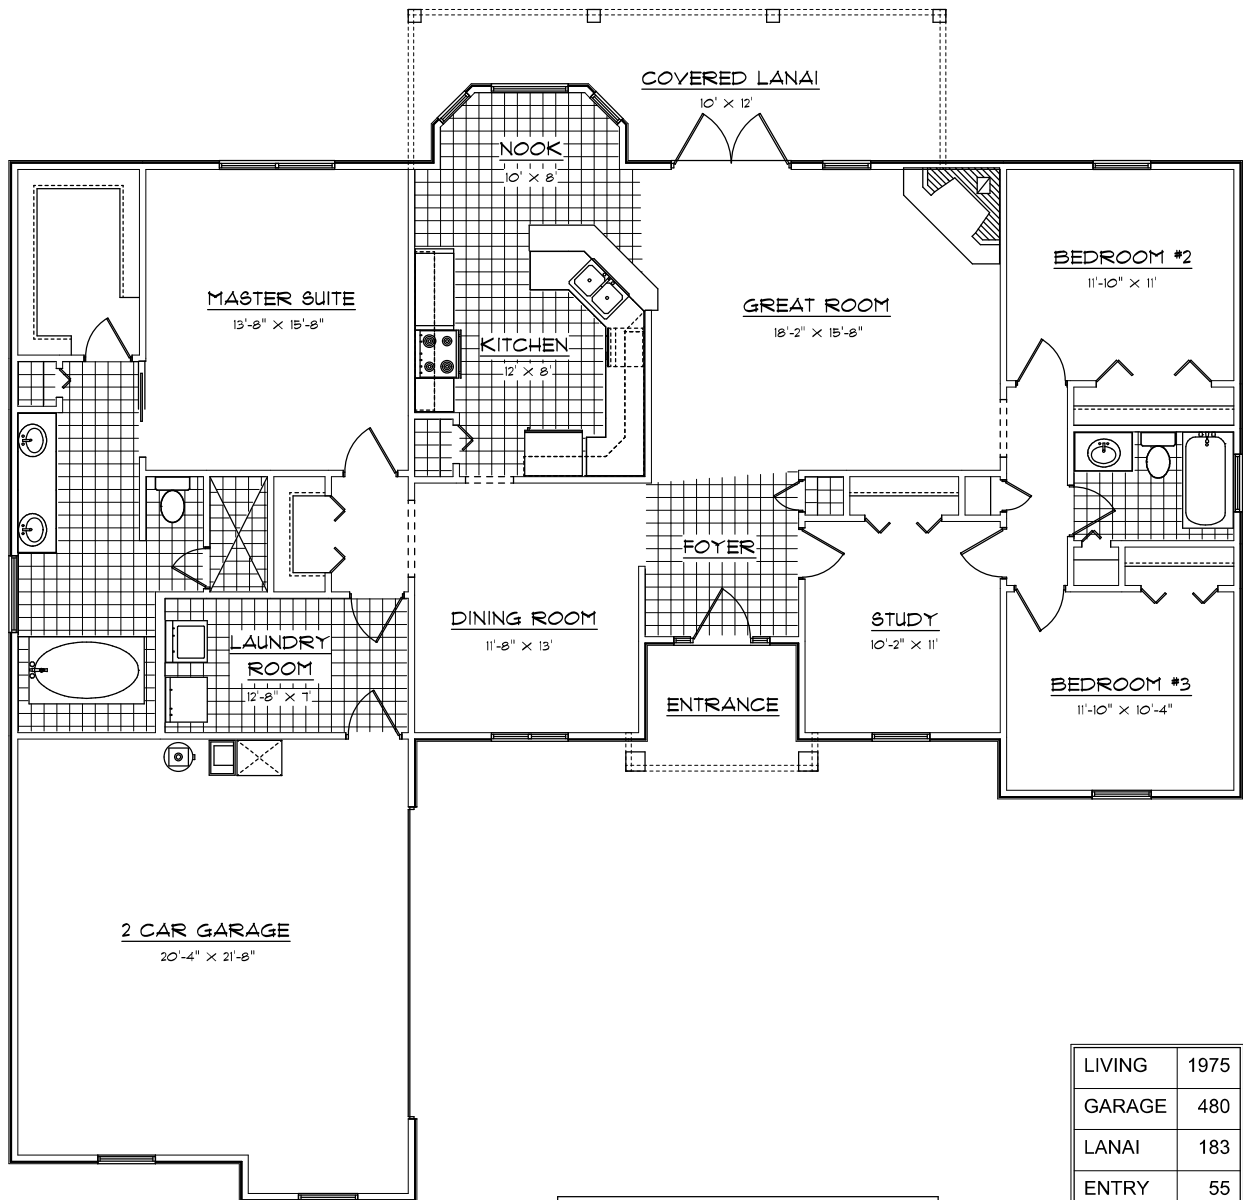 COVERED LANAI
10' X 12'
NOOK
10' X 8'
MASTER SUITE
13'-8" X 15'-8"
KITCHEN
12' X 8'
GREAT ROOM
18'-2" X 15'-8"
BEDROOM #2
11'-10" X 11'
FOYER
DINING ROOM
11'-8" X 13'
STUDY
10'-2" X 11'
LAUNDRY
ROOM
12'-8" X 7'
ENTRANCE
BEDROOM #3
11'-10" X 10'-4"
2 CAR GARAGE
20'-4" X 21'-8"
LIVING 1975
GARAGE 480
LANAI 183
ENTRY 55